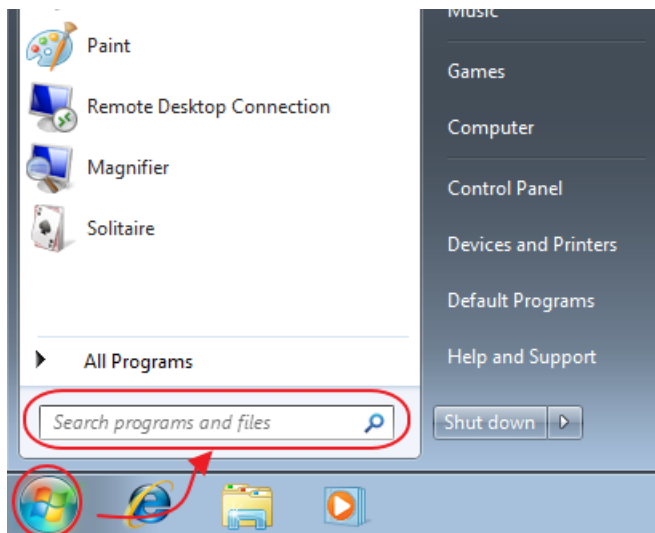 Paint
Remote Desktop Connection
Magnifier
Solitaire
All Programs
Search programs and files
Music
Games
Computer
Control Panel
Devices and Printers
Default Programs
Help and Support
Shut down